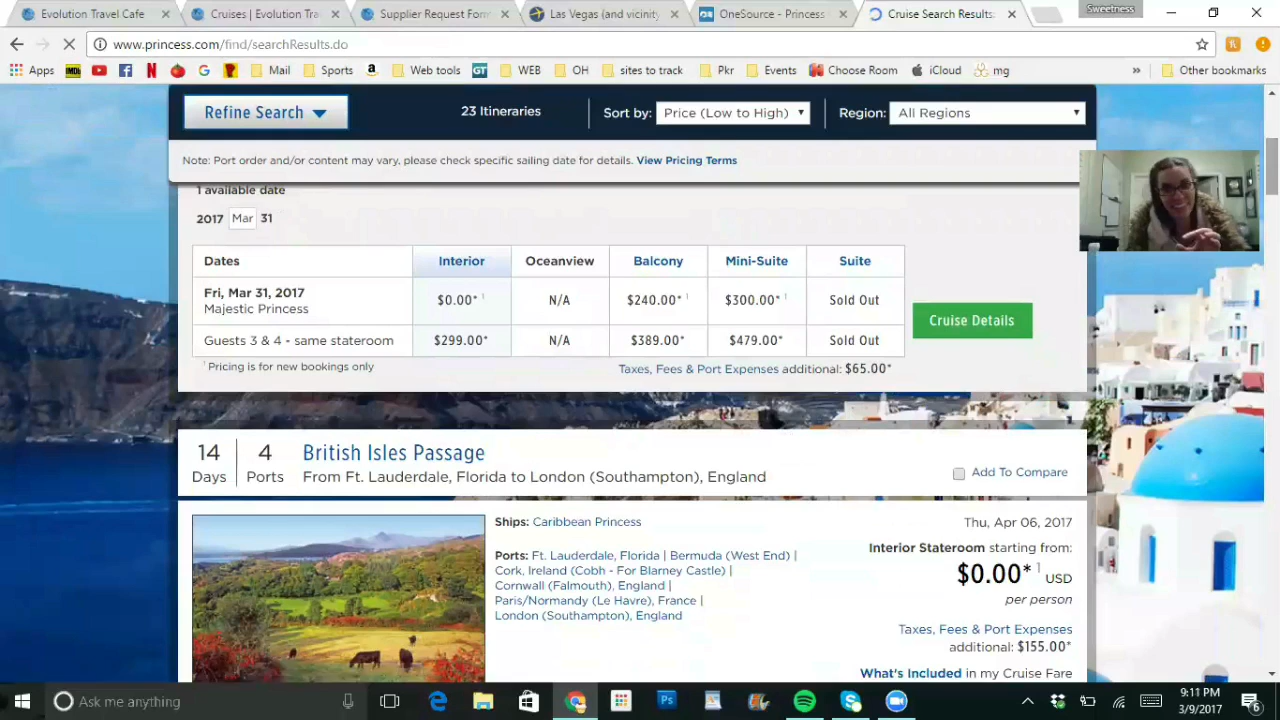 Evolution Travel Cafe
Cruises | Evolution Tra
Supplier Request Form
Las Vegas (and vicinity
OneSource - Princess
Cruise Search Results:
Sweetness
www.princess.com/find/searchResults.do
Apps
IMDb
Mail
Sports
Web tools
GT
WEB
OH
sites to track
Pkr
Events
Choose Room
iCloud
mg
»
Other bookmarks
Refine Search
23 Itineraries
Sort by: Price (Low to High)
Region: All Regions
Note: Port order and/or content may vary, please check specific sailing date for details. View Pricing Terms
1 available date
2017 Mar 31
Dates Interior Oceanview Balcony Mini-Suite Suite
Fri, Mar 31, 2017
Majestic Princess
$0.00* 1 N/A $240.00* 1 $300.00* 1 Sold Out
Cruise Details
Guests 3 & 4 - same stateroom $299.00* N/A $389.00* $479.00* Sold Out
1 Pricing is for new bookings only
Taxes, Fees & Port Expenses additional: $65.00*
14 4 British Isles Passage
Days Ports From Ft. Lauderdale, Florida to London (Southampton), England
Add To Compare
Ships: Caribbean Princess
Ports: Ft. Lauderdale, Florida | Bermuda (West End) |
Cork, Ireland (Cobh - For Blarney Castle) |
Cornwall (Falmouth), England |
Paris/Normandy (Le Havre), France |
London (Southampton), England
Thu, Apr 06, 2017
Interior Stateroom starting from:
$0.00* 1 USD
per person
Taxes, Fees & Port Expenses
additional: $155.00*
What's Included in my Cruise Fare
Ask me anything
Ps
9:11 PM
3/9/2017
6